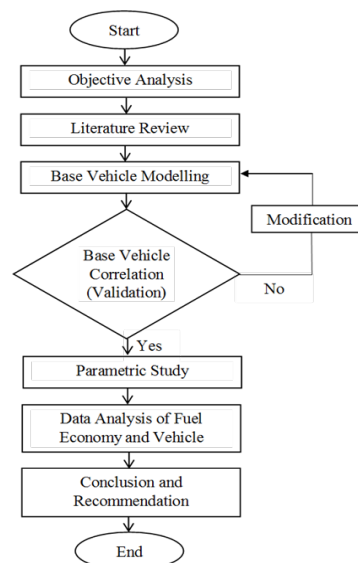 Start
Objective Analysis
Literature Review
Base Vehicle Modelling
Modification
Base Vehicle
Correlation
(Validation)
No
Yes
Parametric Study
Data Analysis of Fuel
Economy and Vehicle
Conclusion and
Recommendation
End